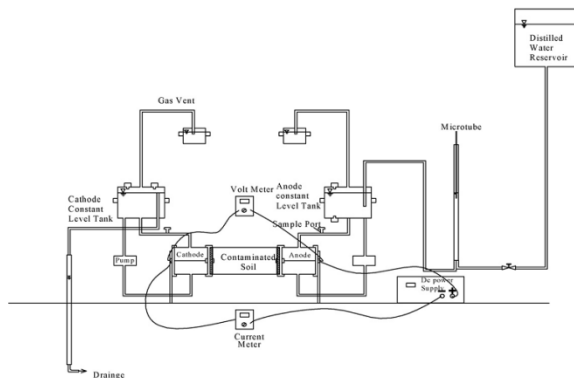 Distilled
Water
Reservoir
Gas Vent
Microtube
Cathode
Constant
Level Tank
Volt Meter
Anode
constant
Level Tank
Sample Port
Pump
Cathode
Contaminated
Soil
Anode
Dc power
Supply
Current
Meter
Drainge